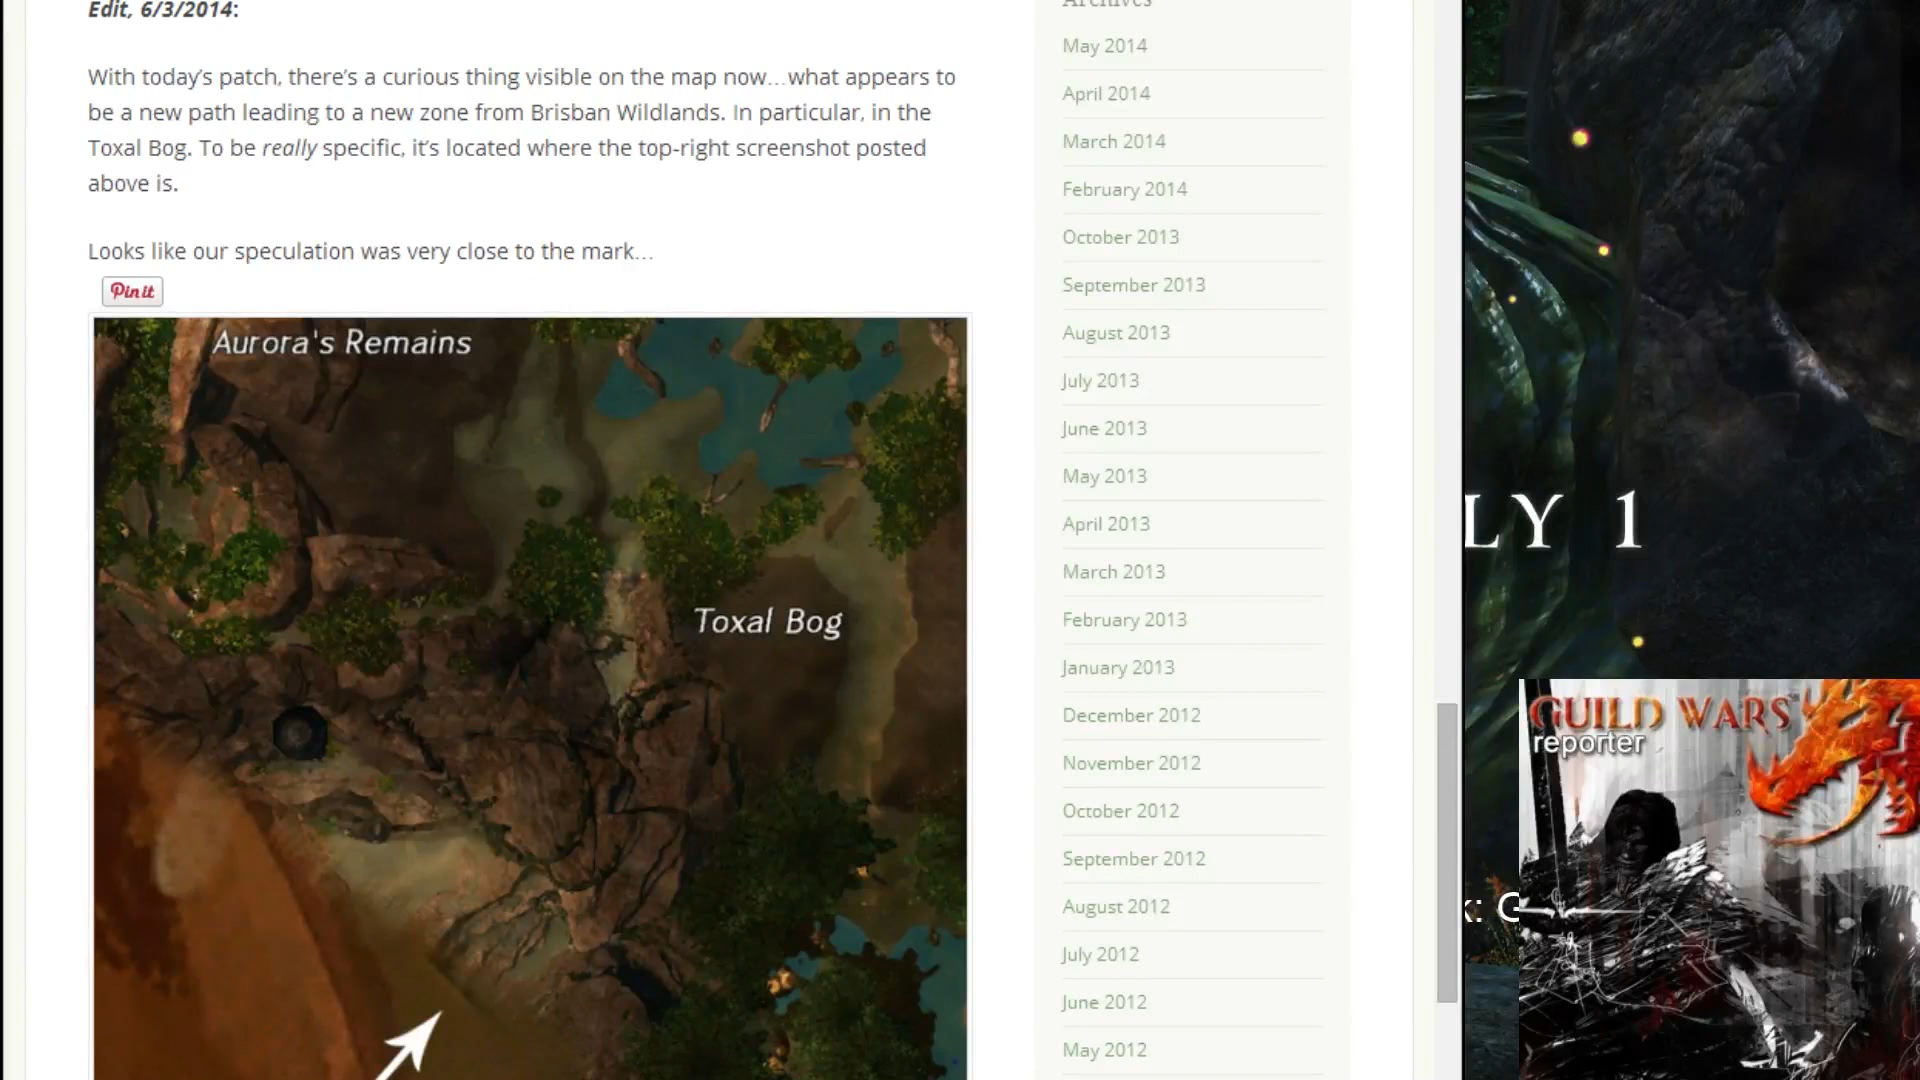 Edit, 6/3/2014:
With today's patch, there's a curious thing visible on the map now...what appears to
be a new path leading to a new zone from Brisban Wildlands. In particular, in the
Toxal Bog. To be really specific, it's located where the top-right screenshot posted
above is.
Looks like our speculation was very close to the mark...
Pin it
Aurora's Remains
Toxal Bog
Archives
May 2014
April 2014
March 2014
February 2014
October 2013
September 2013
August 2013
July 2013
June 2013
May 2013
April 2013
March 2013
February 2013
January 2013
December 2012
November 2012
October 2012
September 2012
August 2012
July 2012
June 2012
May 2012
LY 1
k: G
GUILD WARS
reporter